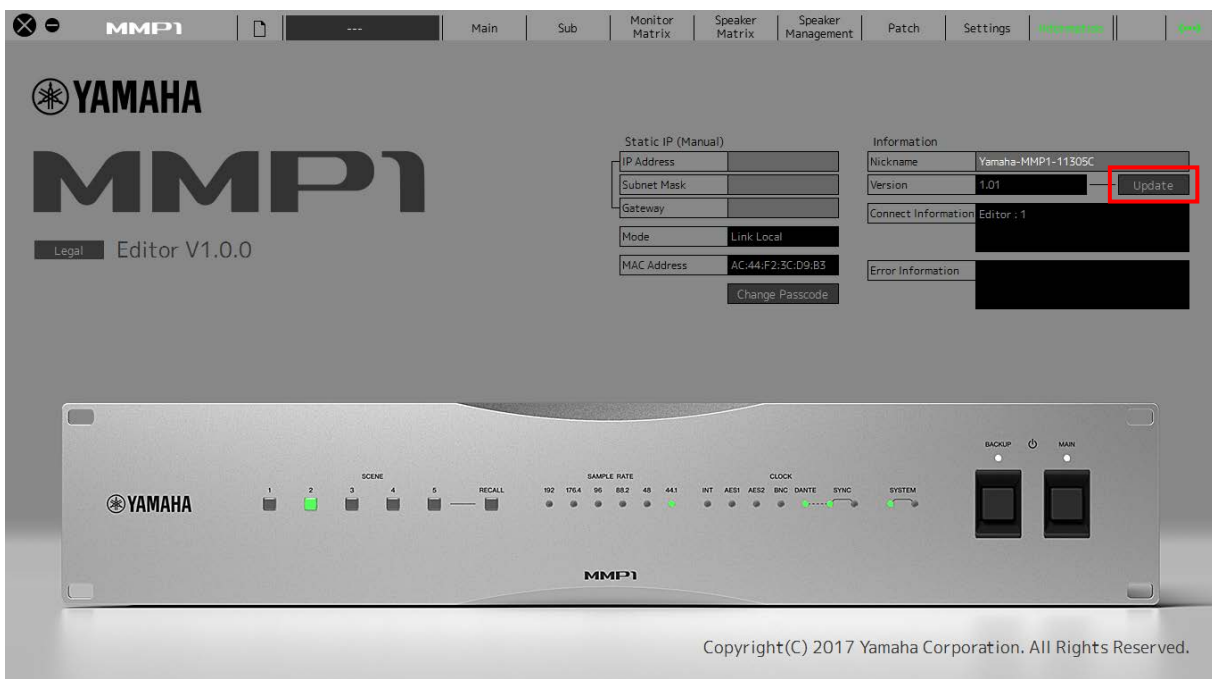 MMP1 --- Main Sub Monitor Matrix Speaker Matrix Speaker Management Patch Settings Information
YAMAHA
MMP1
Legal Editor V1.0.0
Static IP (Manual)
IP Address
Subnet Mask
Gateway
Mode Link Local
MAC Address AC:44:F2:3C:D9:B3
Change Passcode
Information
Nickname Yamaha-MMP1-11305C
Version 1.01 Update
Connect Information Editor : 1
Error Information
BACKUP MAIN
SCENE
1 2 3 4 5 RECALL
SAMPLE RATE
192 176.4 96 88.2 48 44.1
CLOCK
INT AES1 AES2 BNC DANTE SYNC
SYSTEM
YAMAHA
MMP1
Copyright(C) 2017 Yamaha Corporation. All Rights Reserved.